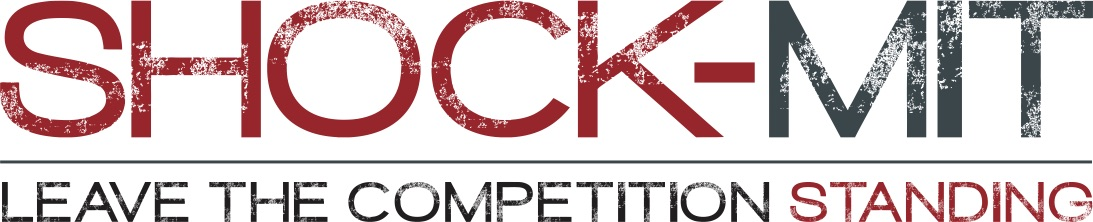 SHOCK-MIT
LEAVE THE COMPETITION STANDING